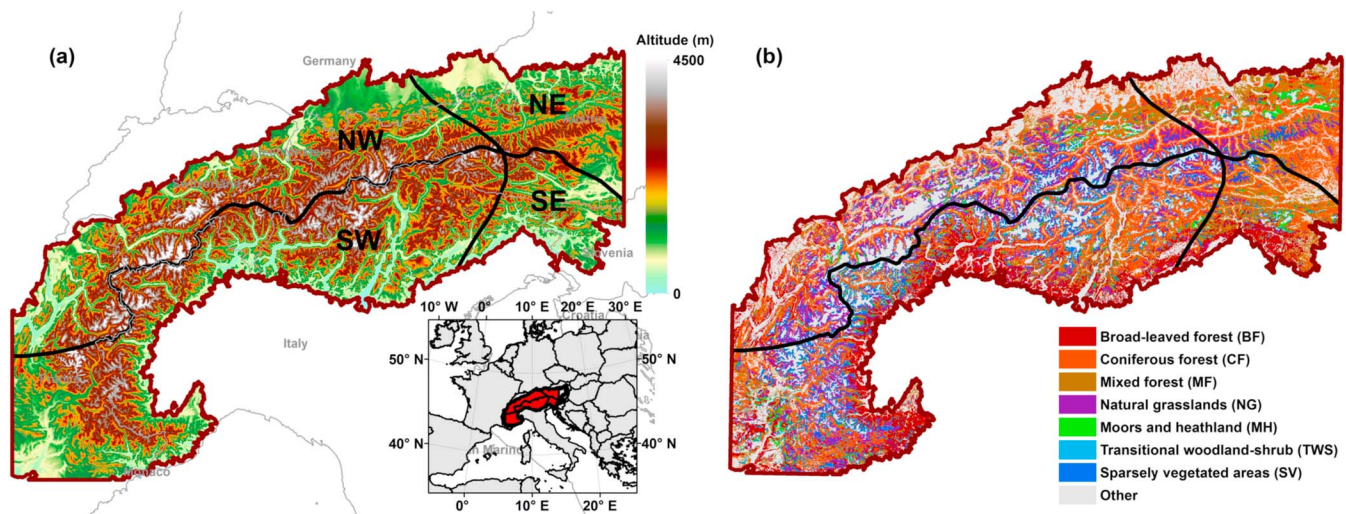 (a)
Germany
Altitude (m)
4500
0
NE
NW
SE
SW
Slovenia
Italy
Croatia
Monaco
10° W 0° 10° E 20° E 30° E
50° N
40° N
50° N
40° N
0° 10° E 20° E
(b)
Broad-leaved forest (BF)
Coniferous forest (CF)
Mixed forest (MF)
Natural grasslands (NG)
Moors and heathland (MH)
Transitional woodland-shrub (TWS)
Sparsely vegetated areas (SV)
Other